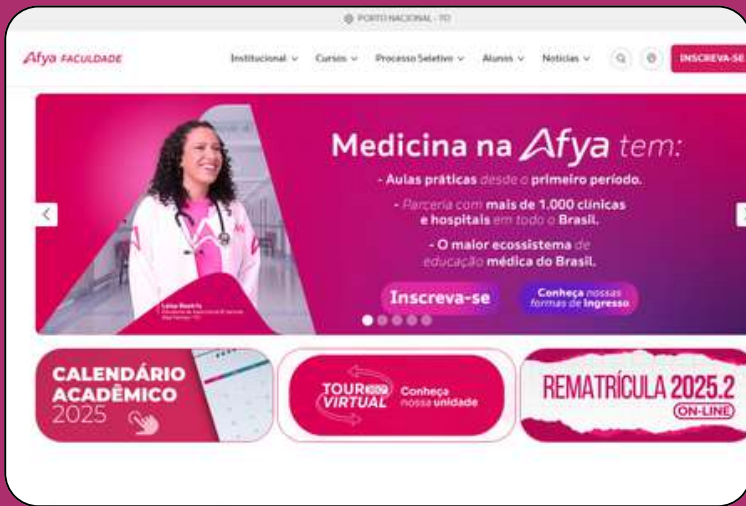 PORTO NACIONAL - TO
Afya FACULDADE
Institucional
Cursos
Processo Seletivo
Alunos
Notícias
INSCREVA-SE
Medicina na Afya tem:
- Aulas práticas desde o primeiro período.
- Parceria com mais de 1.000 clínicas
e hospitais em todo o Brasil.
- O maior ecossistema de
educação médica do Brasil.
Inscreva-se
Conheça nossas
formas de Ingresso
CALENDÁRIO
ACADÊMICO
2025
TOUR 360º
VIRTUAL
Conheça
nossa unidade
REMATRÍCULA 2025.2
(ON-LINE)